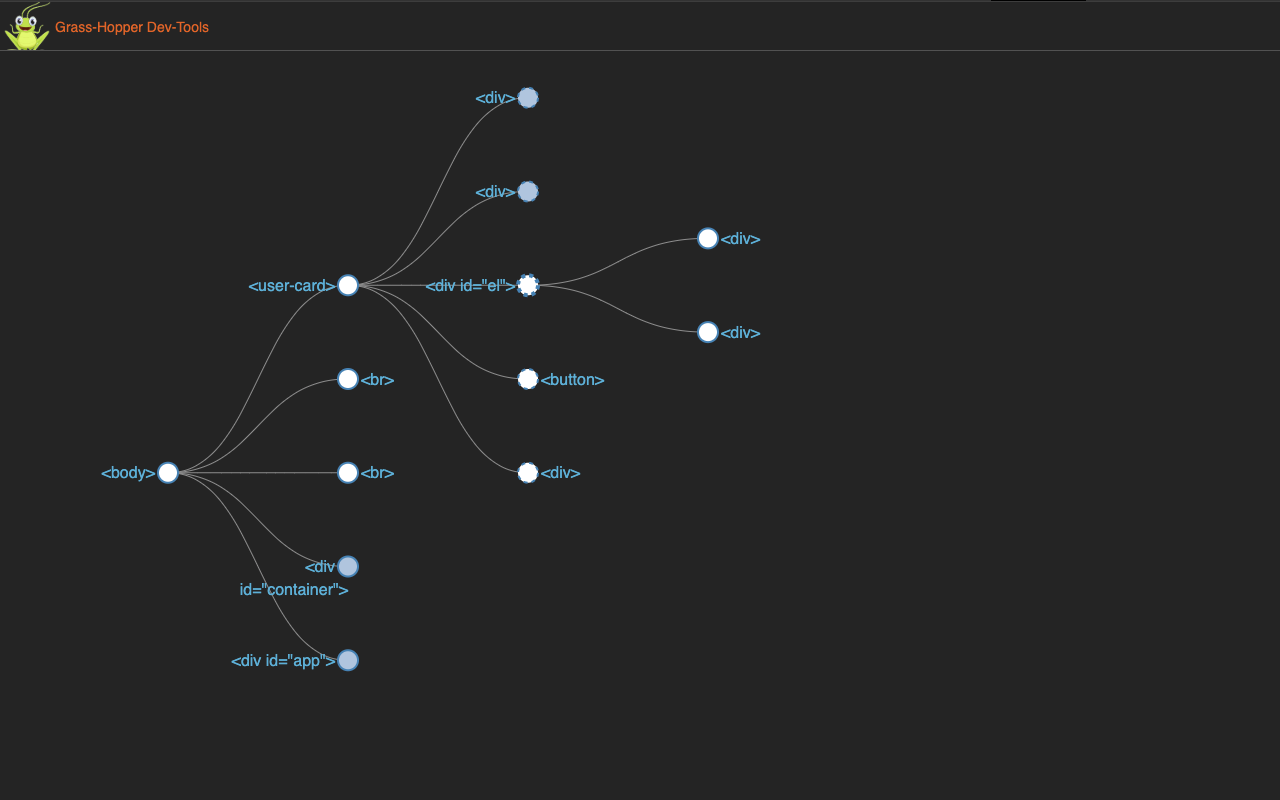 Grass-Hopper Dev-Tools
<div>
<div>
<div>
<user-card>
<div id="el">
<div>
<br>
<button>
<body>
<br>
<div>
<div
id="container">
<div id="app">